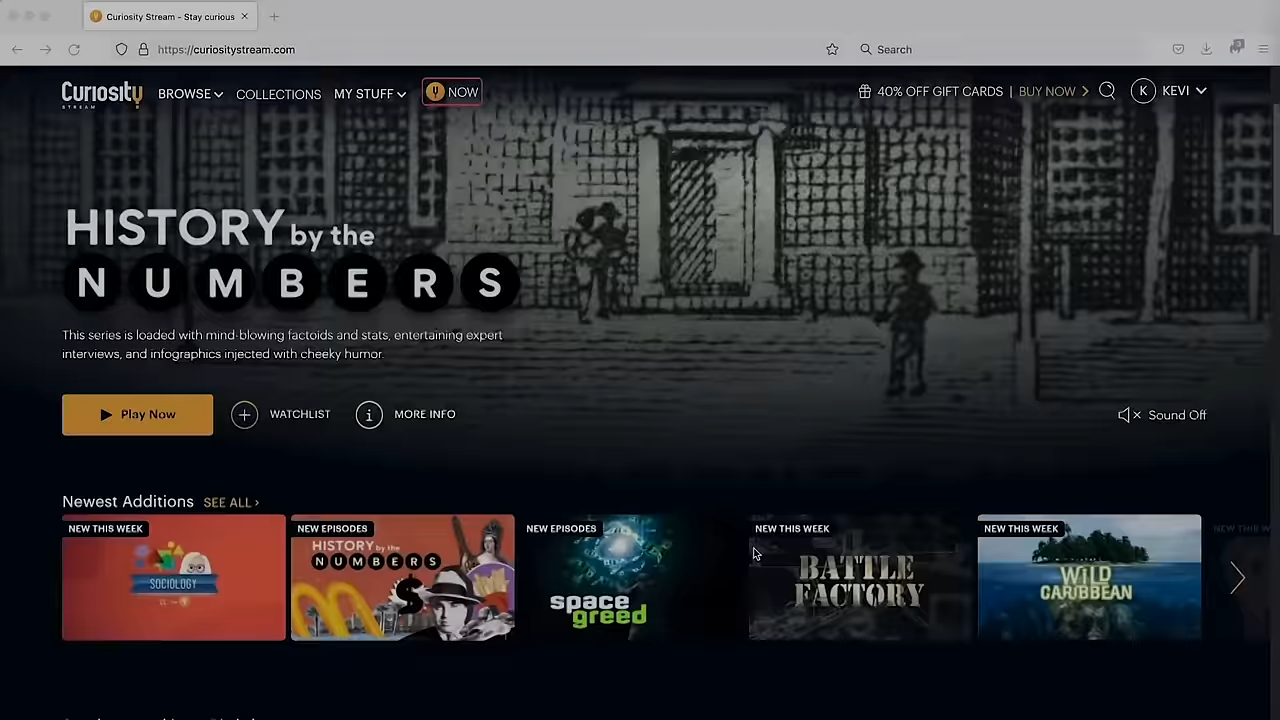 Curiosity Stream - Stay curious
https://curiositystream.com
Search
Curiosity
STREAM
BROWSE
COLLECTIONS
MY STUFF
NOW
40% OFF GIFT CARDS | BUY NOW
K
KEVI
HISTORY by the
NUMBERS
This series is loaded with mind-blowing factoids and stats, entertaining expert
interviews, and infographics injected with cheeky humor.
Play Now
WATCHLIST
MORE INFO
Sound Off
Newest Additions SEE ALL
NEW THIS WEEK
SOCIOLOGY
NEW EPISODES
HISTORY by the
NUMBERS
NEW EPISODES
space
greed
NEW THIS WEEK
BATTLE
FACTORY
NEW THIS WEEK
WILD
CARIBBEAN
NEW THIS W